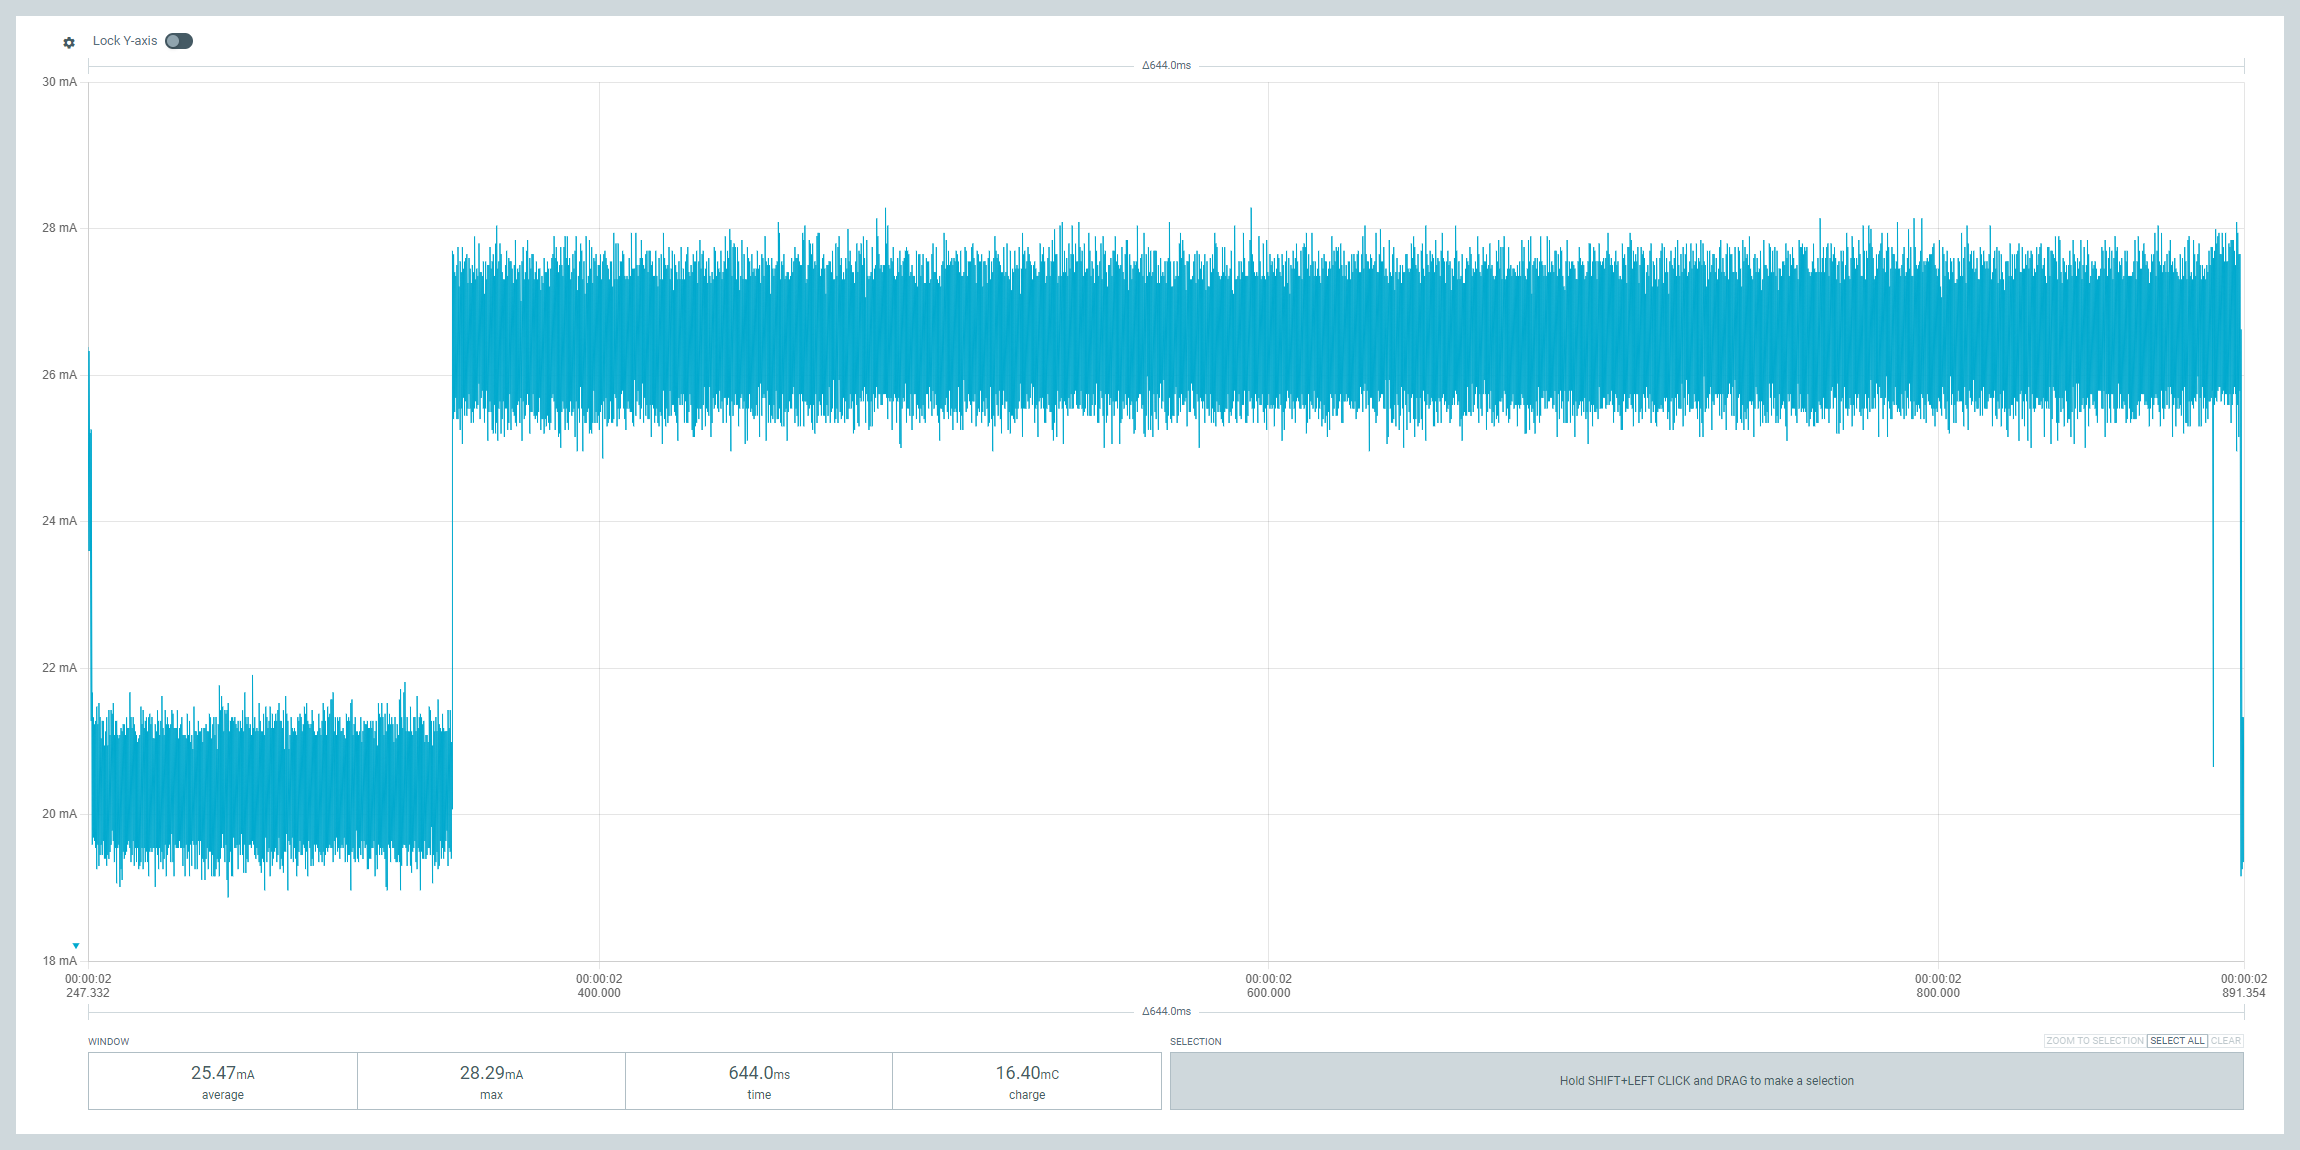 Lock Y-axis
Δ644.0ms
30 mA
28 mA
26 mA
24 mA
22 mA
20 mA
18 mA
00:00:02 00:00:02 00:00:02 00:00:02 00:00:02
247.332 400.000 600.000 800.000 891.354
Δ644.0ms
WINDOW
25.47mA 28.29mA 644.0ms 16.40mC
average max time charge
SELECTION ZOOM TO SELECTION SELECT ALL CLEAR
Hold SHIFT+LEFT CLICK and DRAG to make a selection